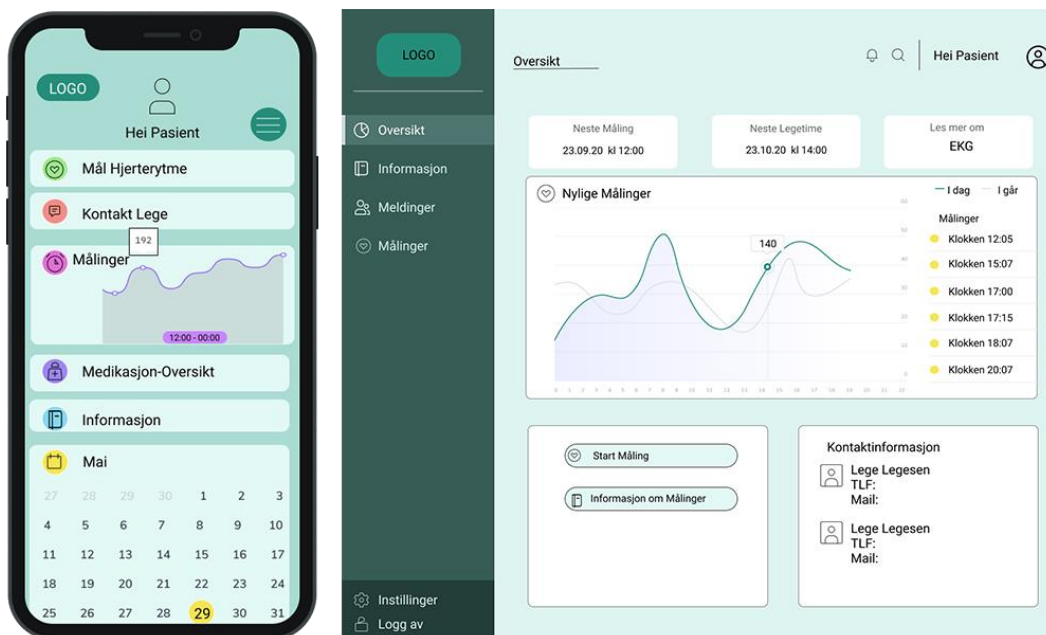 LOGO
Hei Pasient
Mål Hjerterytme
Kontakt Lege
192
Målinger
12:00 - 00:00
Medikasjon-Oversikt
Informasjon
Mai
27 28 29 30 1 2 3
4 5 6 7 8 9 10
11 12 13 14 15 16 17
18 19 20 21 22 23 24
25 26 27 28 29 30 31
LOGO
Oversikt
Informasjon
Meldinger
Målinger
Instillinger
Logg av
Oversikt
Hei Pasient
Neste Måling
23.09.20 kl 12:00
Neste Legetime
23.10.20 kl 14:00
Les mer om
EKG
Nylige Målinger
I dag I går
140
50
40
30
20
10
0
Målinger
Klokken 12:05
Klokken 15:07
Klokken 17:00
Klokken 17:15
Klokken 18:07
Klokken 20:07
Start Måling
Informasjon om Målinger
Kontaktinformasjon
Lege Legesen
TLF:
Mail:
Lege Legesen
TLF:
Mail: